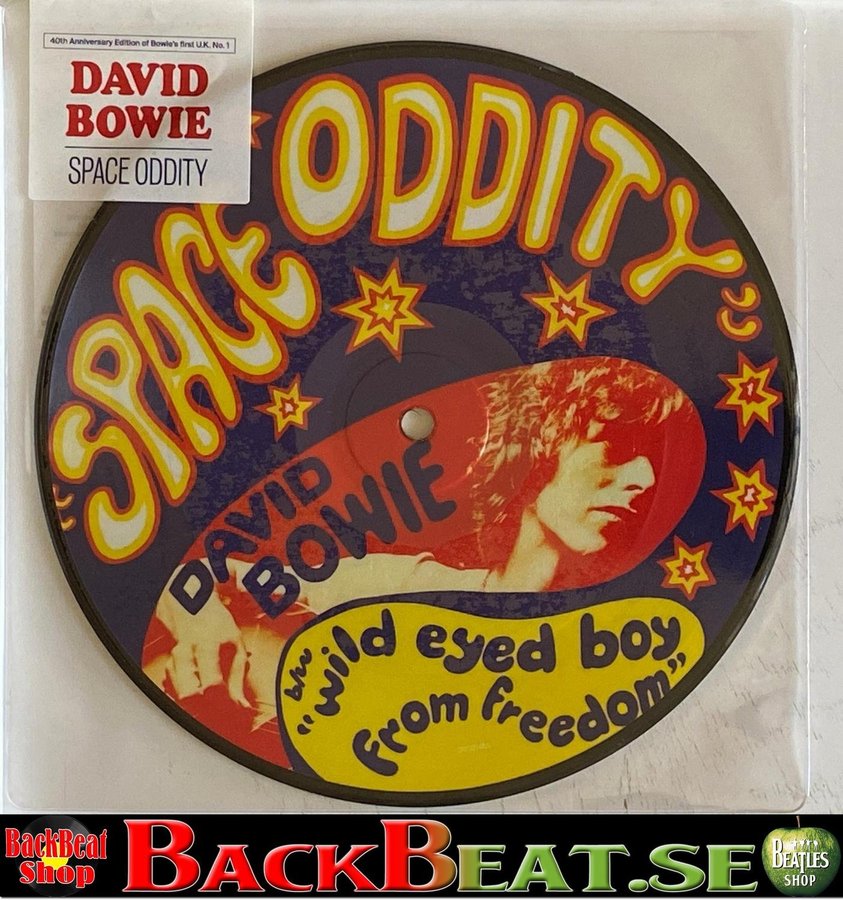 40th Anniversary Edition of Bowie's first U.K. No.1
DAVID
BOWIE
SPACE ODDITY
"SPACE ODDITY"
DAVID
BOWIE
b/w
"wild eyed boy
from freedom"
BackBeat
Shop
BACKBEAT.SE
BEATLES
SHOP